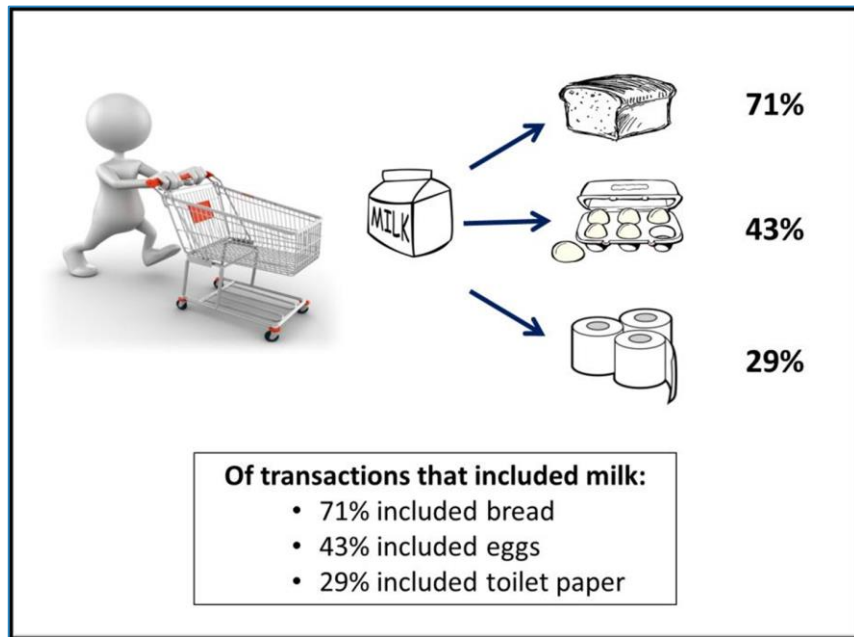 71%
MILK
43%
29%
Of transactions that included milk:
• 71% included bread
• 43% included eggs
• 29% included toilet paper